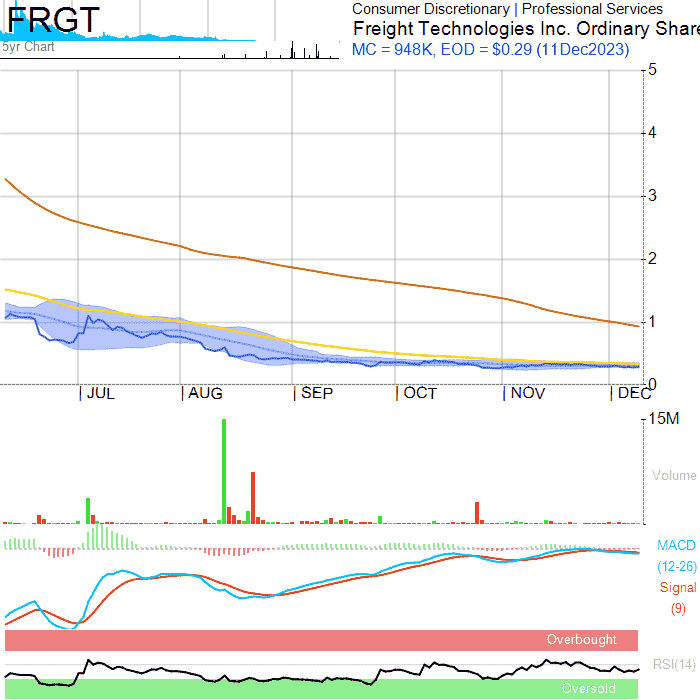 FRGT
Consumer Discretionary | Professional Services
Freight Technologies Inc. Ordinary Share
MC = 948K, EOD = $0.29 (11Dec2023)
5yr Chart
5
4
3
2
1
0
JUL
AUG
SEP
OCT
NOV
DEC
15M
Volume
MACD
(12-26)
Signal
(9)
Overbought
RSI(14)
Oversold